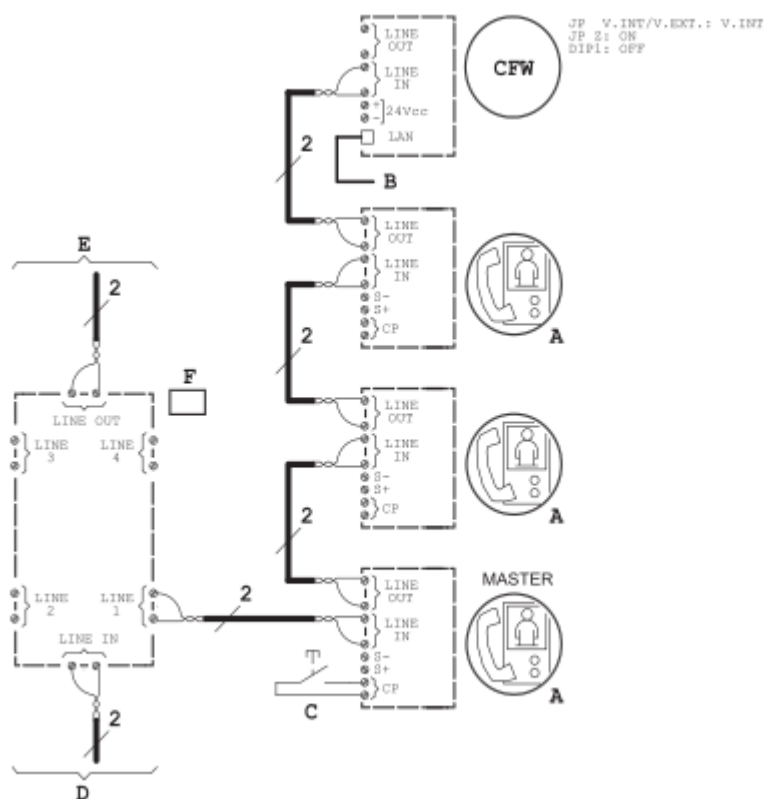 JP V.INT/V.EXT.: V.INT
JP Z: ON
DIP1: OFF
LINE OUT
LINE IN
CFW
+
-
24Vcc
LAN
2
B
LINE OUT
LINE IN
S-
S+
CP
A
E
2
2
F
LINE OUT
LINE 3
LINE 4
LINE OUT
LINE IN
S-
S+
CP
A
2
MASTER
LINE 2
LINE 1
2
LINE OUT
LINE IN
LINE IN
S-
S+
CP
A
C
2
D